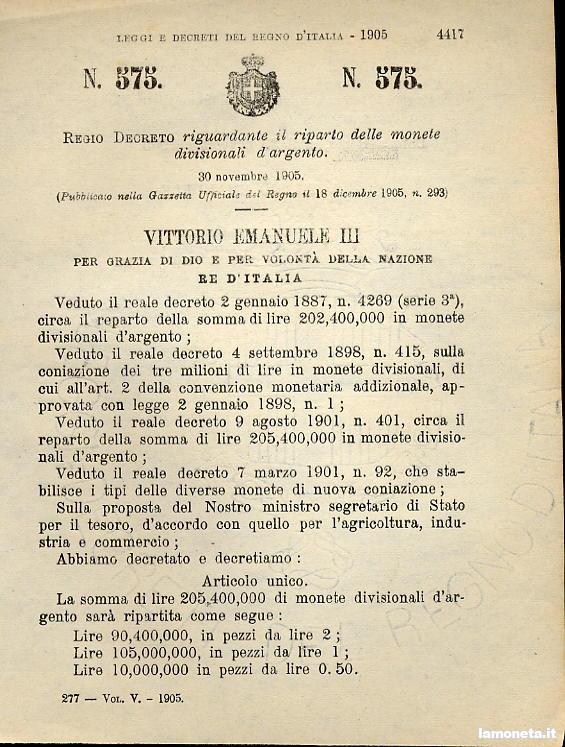 LEGGI E DECRETI DEL REGNO D'ITALIA - 1905 4417
N. 575. N. 575.
REGIO DECRETO riguardante il riparto delle monete
divisionali d'argento.
30 novembre 1905.
(Pubblicato nella Gazzetta Ufficiale del Regno il 18 dicembre 1905, n. 293)
VITTORIO EMANUELE III
PER GRAZIA DI DIO E PER VOLONTÀ DELLA NAZIONE
RE D'ITALIA
Veduto il reale decreto 2 gennaio 1887, n. 4269 (serie 3ª),
circa il reparto della somma di lire 202,400,000 in monete
divisionali d'argento ;
Veduto il reale decreto 4 settembre 1898, n. 415, sulla
coniazione dei tre milioni di lire in monete divisionali, di
cui all'art. 2 della convenzione monetaria addizionale, ap-
provata con legge 2 gennaio 1898, n. 1 ;
Veduto il reale decreto 9 agosto 1901, n. 401, circa il
reparto della somma di lire 205,400,000 in monete divisio-
nali d'argento ;
Veduto il reale decreto 7 marzo 1901, n. 92, che sta-
bilisce i tipi delle diverse monete di nuova coniazione ;
Sulla proposta del Nostro ministro segretario di Stato
per il tesoro, d'accordo con quello per l'agricoltura, indu-
stria e commercio ;
Abbiamo decretato e decretiamo :
Articolo unico.
La somma di lire 205,400,000 di monete divisionali d'ar-
gento sarà ripartita come segue :
Lire 90,400,000, in pezzi da lire 2 ;
Lire 105,000,000, in pezzi da lire 1 ;
Lire 10,000,000 in pezzi da lire 0.50.
277 — VOL. V. - 1905.
REGNO D'ITAL
lamoneta.it